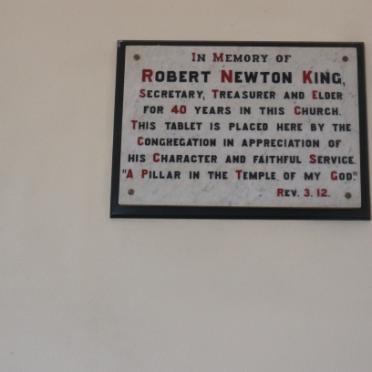 In Memory of
Robert Newton King,
Secretary, Treasurer and Elder
for 40 years in this Church.
This tablet is placed here by the
Congregation in appreciation of
his Character and faithful Service.
"A Pillar in the Temple of my God."
Rev. 3. 12.